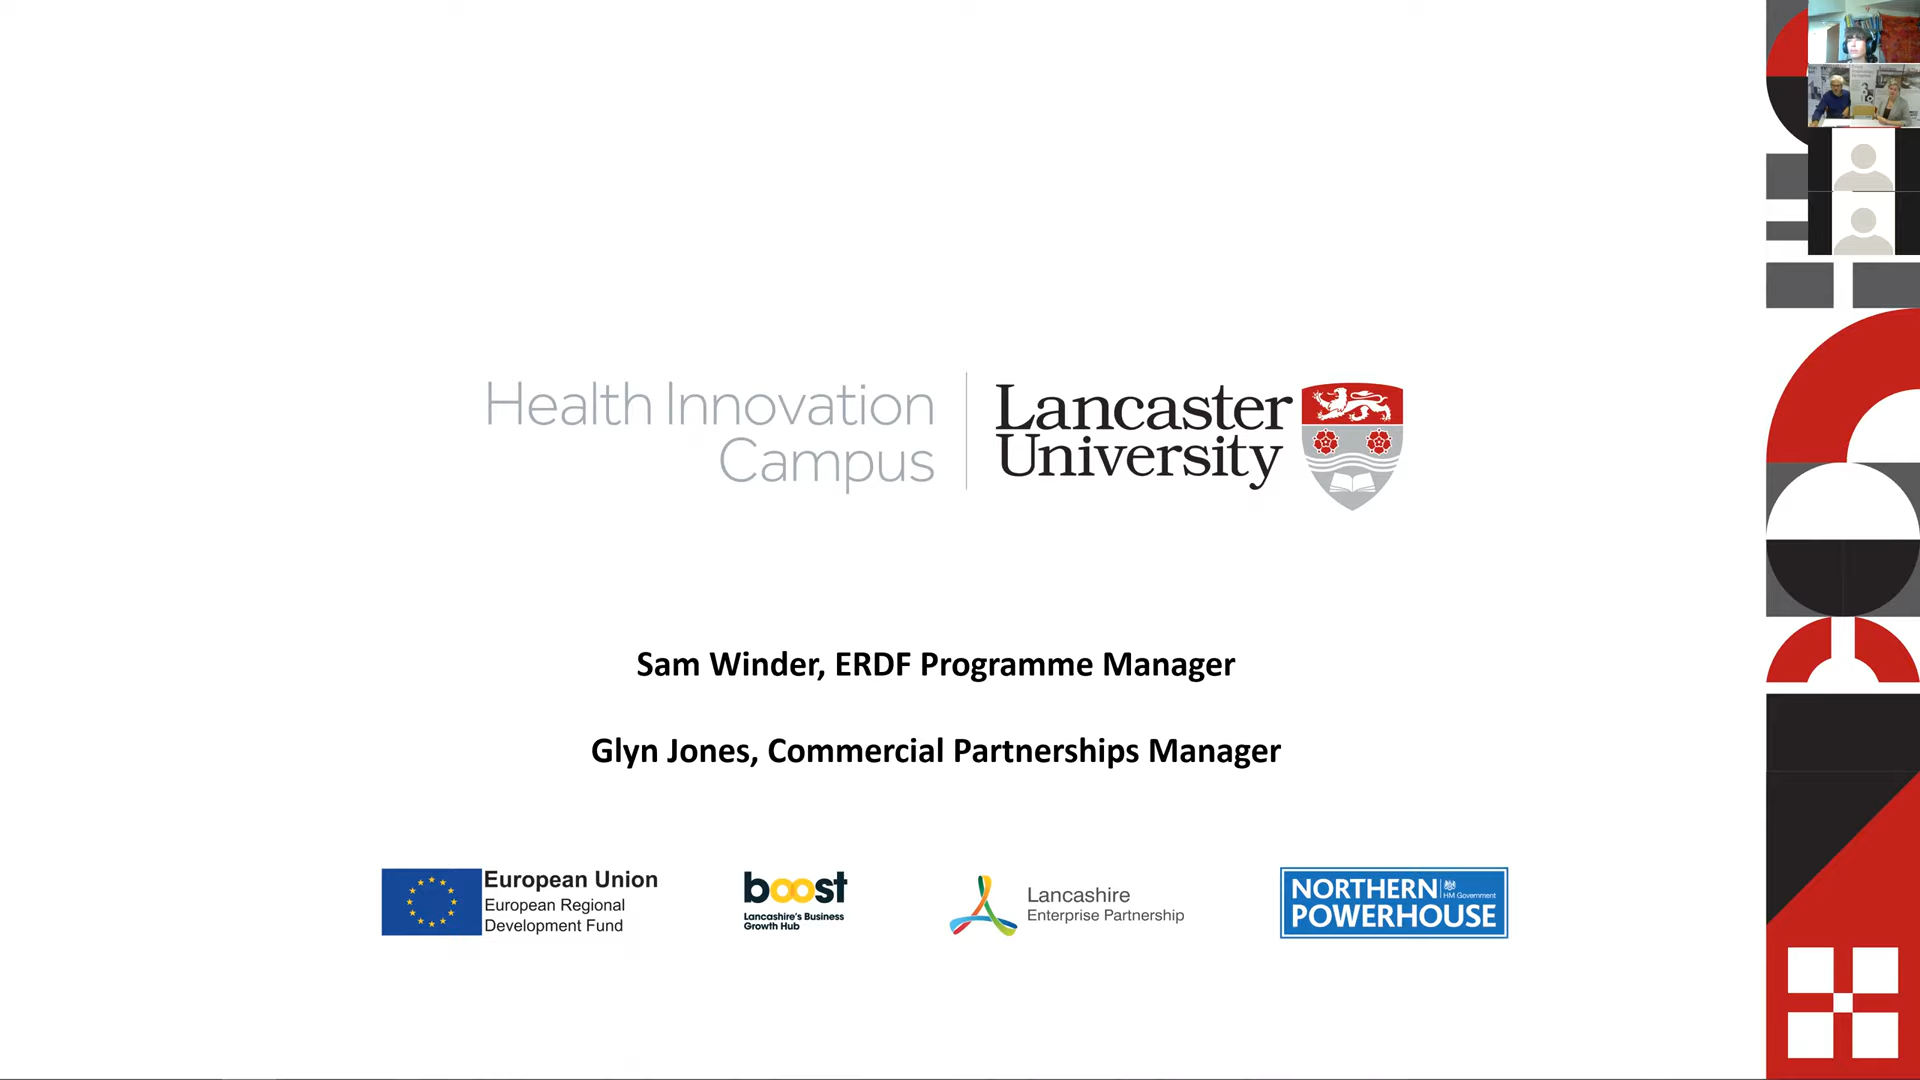 Health Innovation
Campus
Lancaster
University
Sam Winder, ERDF Programme Manager
Glyn Jones, Commercial Partnerships Manager
European Union
European Regional
Development Fund
boost
Lancashire's Business
Growth Hub
Lancashire
Enterprise Partnership
NORTHERN
HM Government
POWERHOUSE